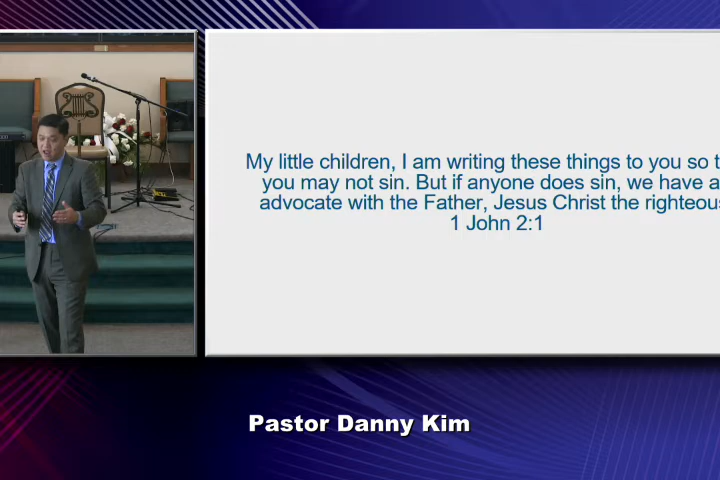 My little children, I am writing these things to you so
you may not sin. But if anyone does sin, we have
advocate with the Father, Jesus Christ the righteous
1 John 2:1
Pastor Danny Kim